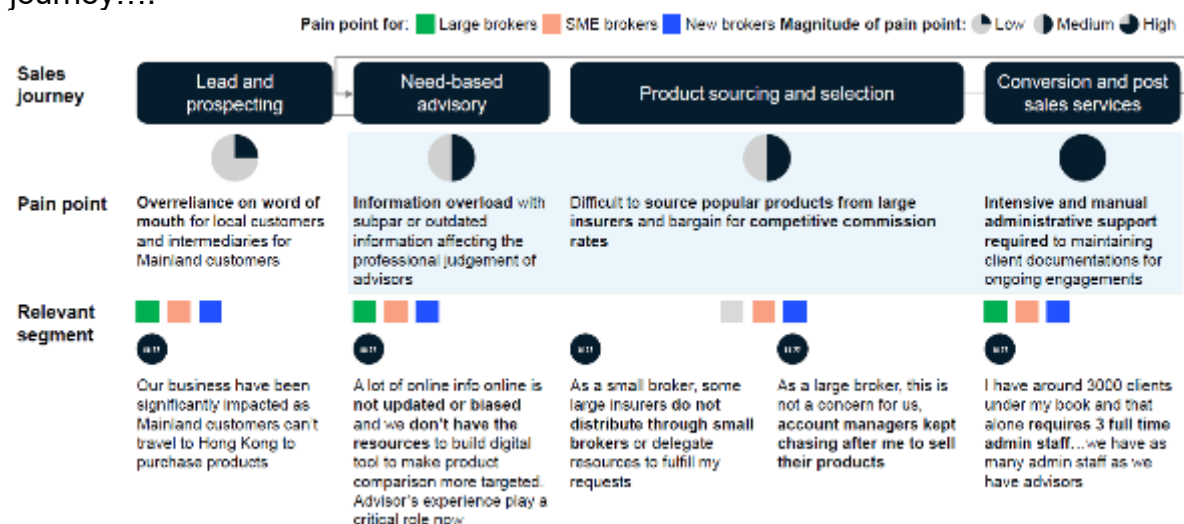 journey….
Pain point for: Large brokers SME brokers New brokers Magnitude of pain point: Low Medium High
Sales
journey
Lead and
prospecting
Need-based
advisory
Product sourcing and selection
Conversion and post
sales services
Pain point
Overreliance on word of
mouth for local customers
and intermediaries for
Mainland customers
Information overload with
subpar or outdated
information affecting the
professional judgement of
advisors
Difficult to source popular products from large
insurers and bargain for competitive commission
rates
Intensive and manual
administrative support
required to maintaining
client documentations for
ongoing engagements
Relevant
segment
Our business have been
significantly impacted as
Mainland customers can't
travel to Hong Kong to
purchase products
A lot of online info online is
not updated or biased
and we don't have the
resources to build digital
tool to make product
comparison more targeted.
Advisor's experience play a
critical role now
As a small broker, some
large insurers do not
distribute through small
brokers or delegate
resources to fulfill my
requests
As a large broker, this is
not a concern for us,
account managers kept
chasing after me to sell
their products
I have around 3000 clients
under my book and that
alone requires 3 full time
admin staff…we have as
many admin staff as we
have advisors